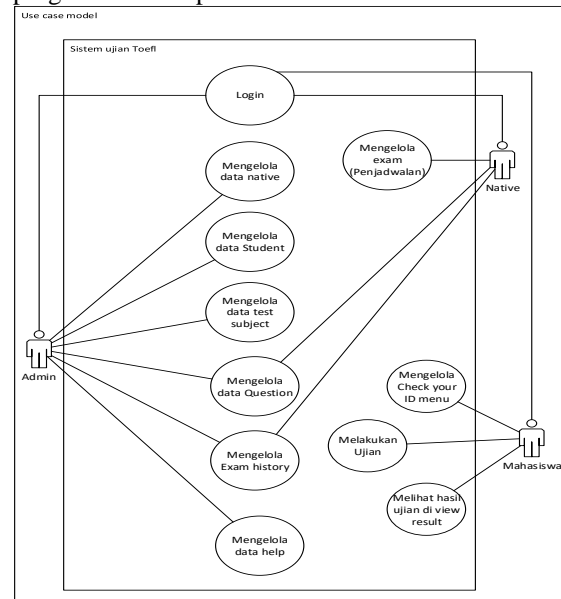 Use case model
Sistem ujian Toefl
Login
Mengelola
data native
Mengelola
exam
(Penjadwalan)
Native
Mengelola
data Student
Mengelola
data test
subject
Admin
Mengelola
data Question
Mengelola
Check your
ID menu
Mengelola
Exam history
Melakukan
Ujian
Mahasiswa
Melihat hasil
ujian di view
result
Mengelola
data help